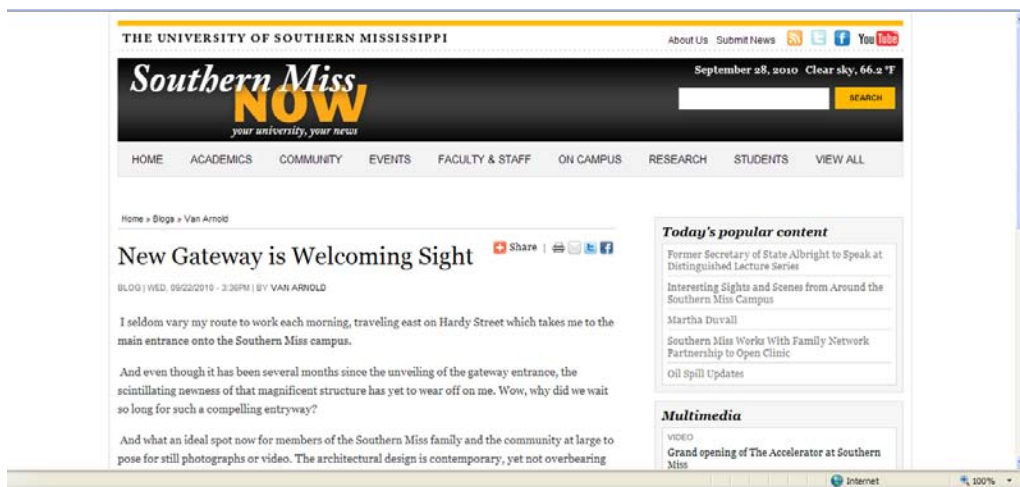 THE UNIVERSITY OF SOUTHERN MISSISSIPPI
About Us Submit News
You Tube
Southern Miss
NOW
your university, your news
September 28, 2010 Clear sky, 66.2 °F
SEARCH
HOME ACADEMICS COMMUNITY EVENTS FACULTY & STAFF ON CAMPUS RESEARCH STUDENTS VIEW ALL
Home » Blogs » Van Arnold
New Gateway is Welcoming Sight
Share |
BLOG | WED, 09/22/2010 - 3:36PM | BY VAN ARNOLD
I seldom vary my route to work each morning, traveling east on Hardy Street which takes me to the
main entrance onto the Southern Miss campus.
And even though it has been several months since the unveiling of the gateway entrance, the
scintillating newness of that magnificent structure has yet to wear off on me. Wow, why did we wait
so long for such a compelling entryway?
And what an ideal spot now for members of the Southern Miss family and the community at large to
pose for still photographs or video. The architectural design is contemporary, yet not overbearing
Today's popular content
Former Secretary of State Albright to Speak at
Distinguished Lecture Series
Interesting Sights and Scenes from Around the
Southern Miss Campus
Martha Duvall
Southern Miss Works With Family Network
Partnership to Open Clinic
Oil Spill Updates
Multimedia
VIDEO
Grand opening of The Accelerator at Southern
Miss
Internet
100%